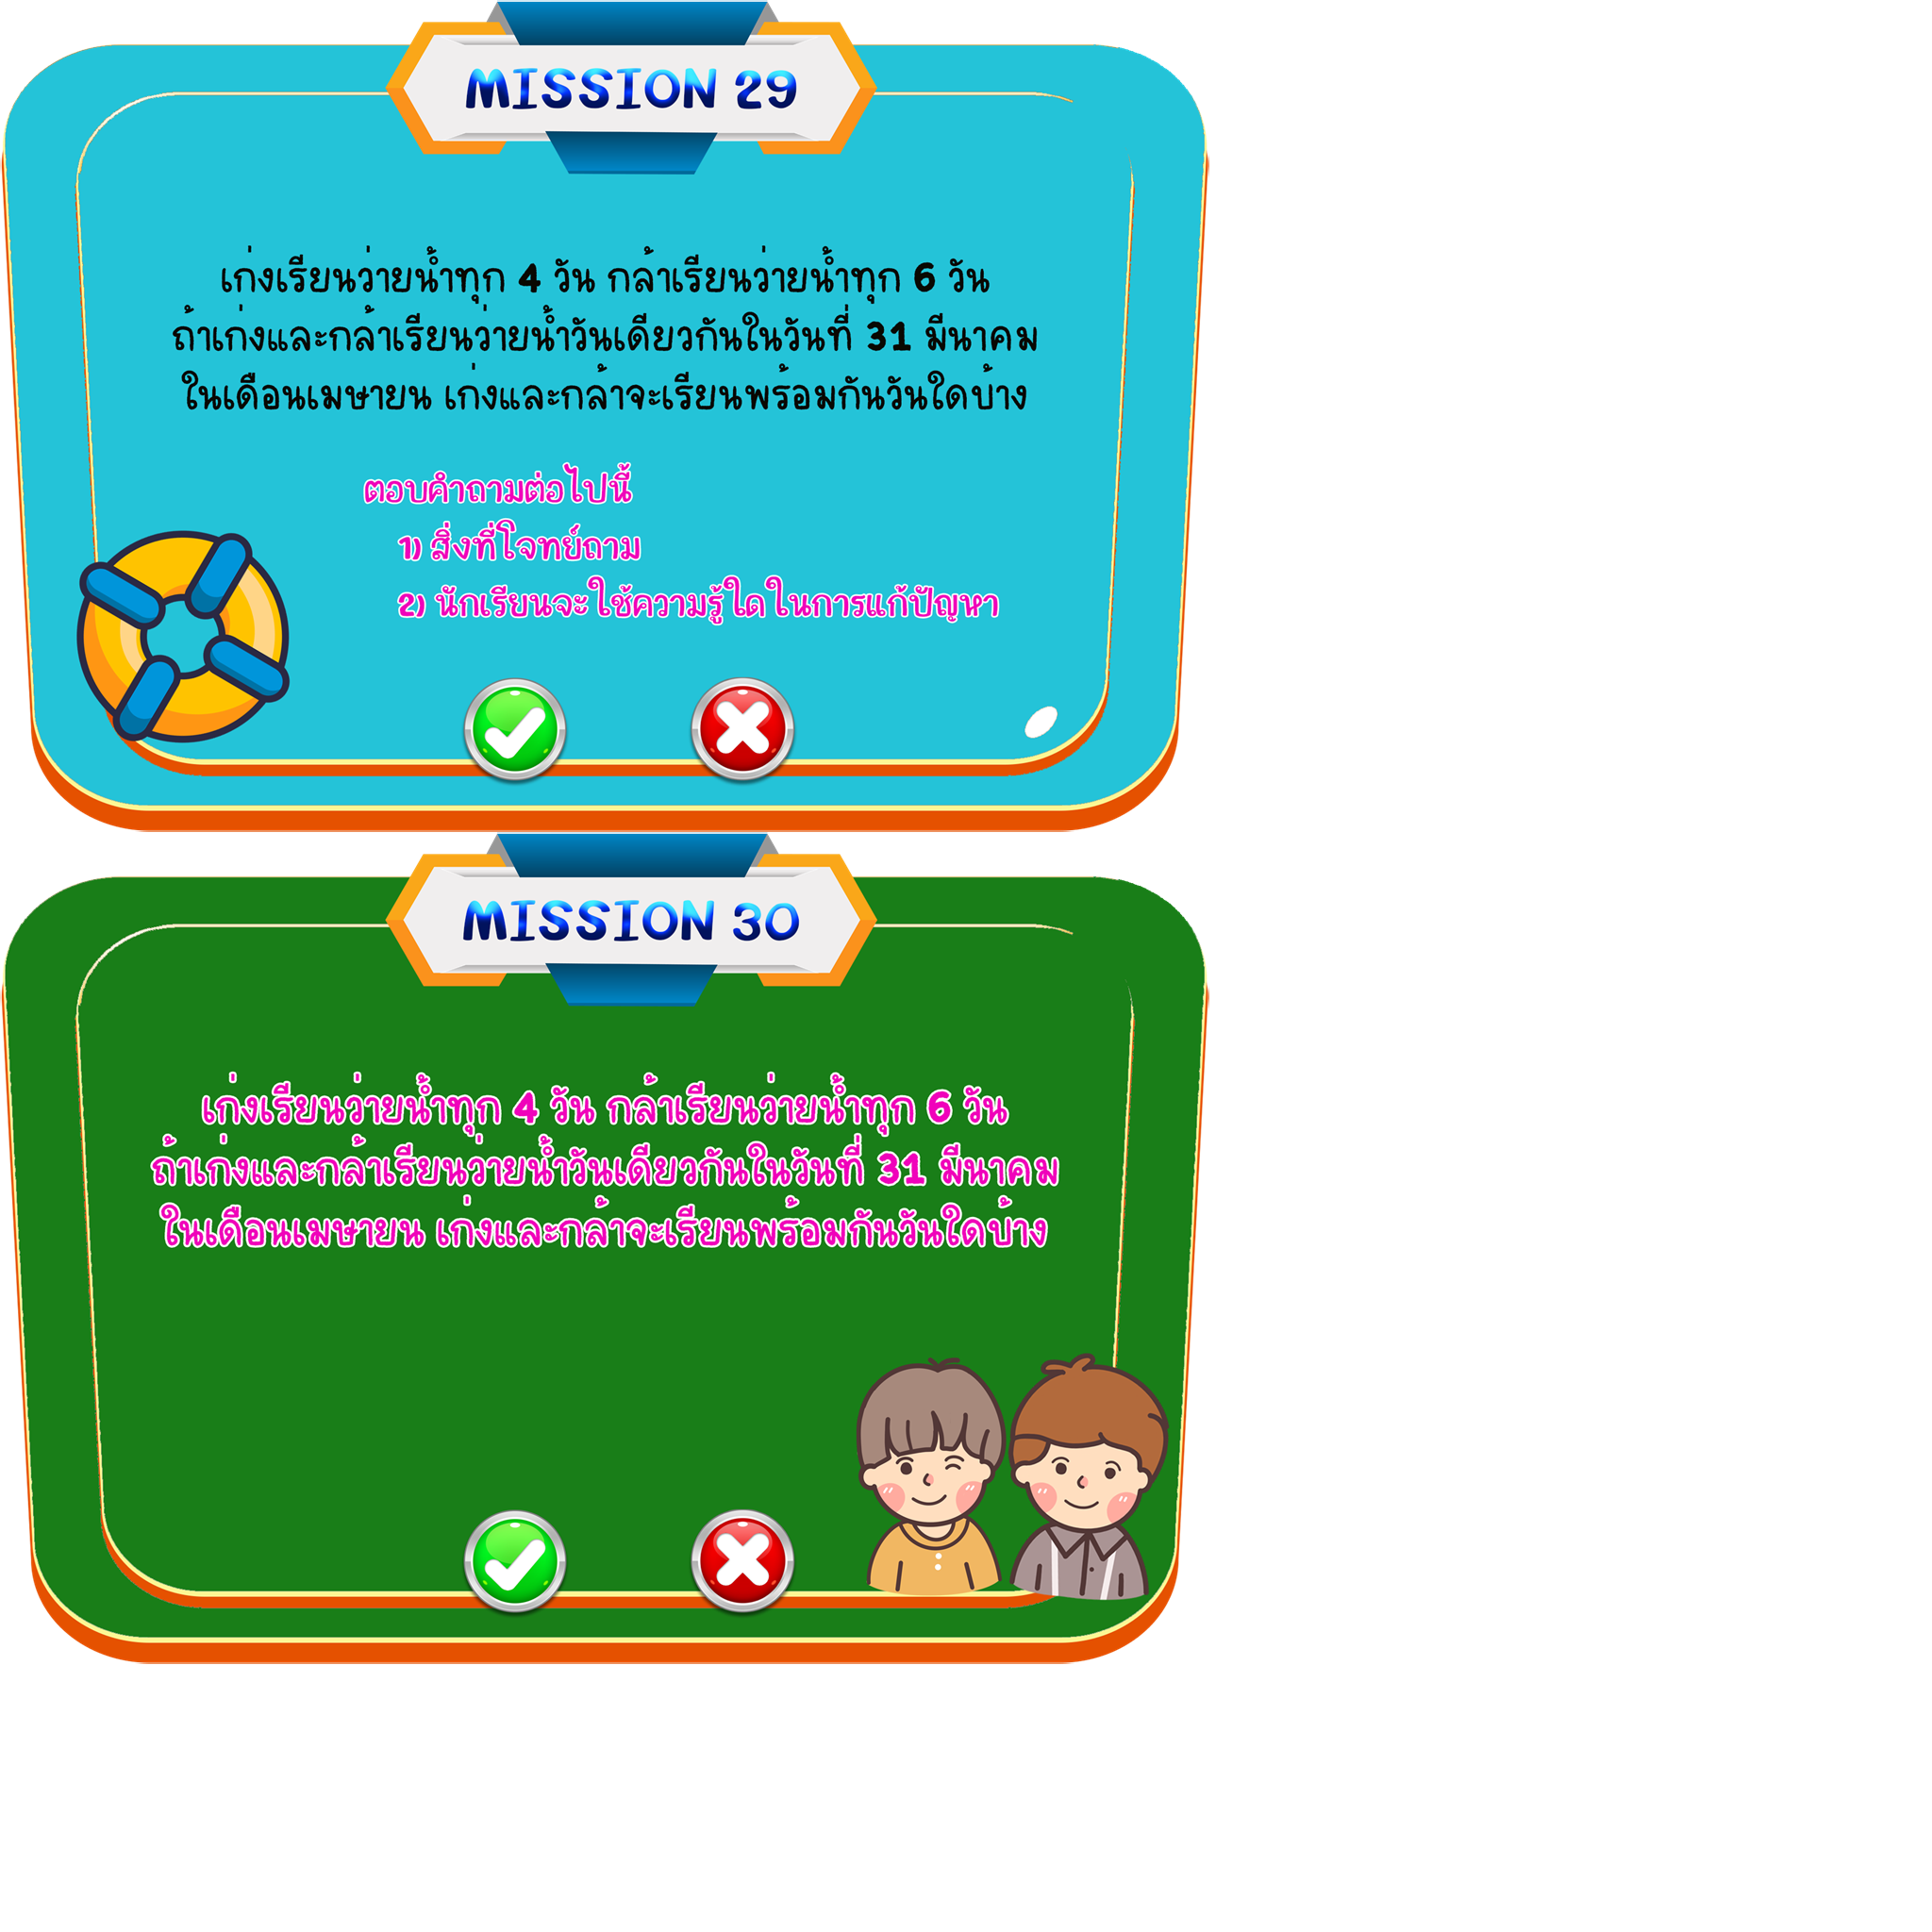 MISSION 29
เก่งเรียนว่ายน้ำทุก 4 วัน กล้าเรียนว่ายน้ำทุก 6 วัน
ถ้าเก่งและกล้าเรียนว่ายน้ำวันเดียวกันในวันที่ 31 มีนาคม
ในเดือนเมษายน เก่งและกล้าจะเรียนพร้อมกันวันใดบ้าง
ตอบคำถามต่อไปนี้
1) สิ่งที่โจทย์ถาม
2) นักเรียนจะใช้ความรู้ใดในการแก้ปัญหา
MISSION 30
เก่งเรียนว่ายน้ำทุก 4 วัน กล้าเรียนว่ายน้ำทุก 6 วัน
ถ้าเก่งและกล้าเรียนว่ายน้ำวันเดียวกันในวันที่ 31 มีนาคม
ในเดือนเมษายน เก่งและกล้าจะเรียนพร้อมกันวันใดบ้าง